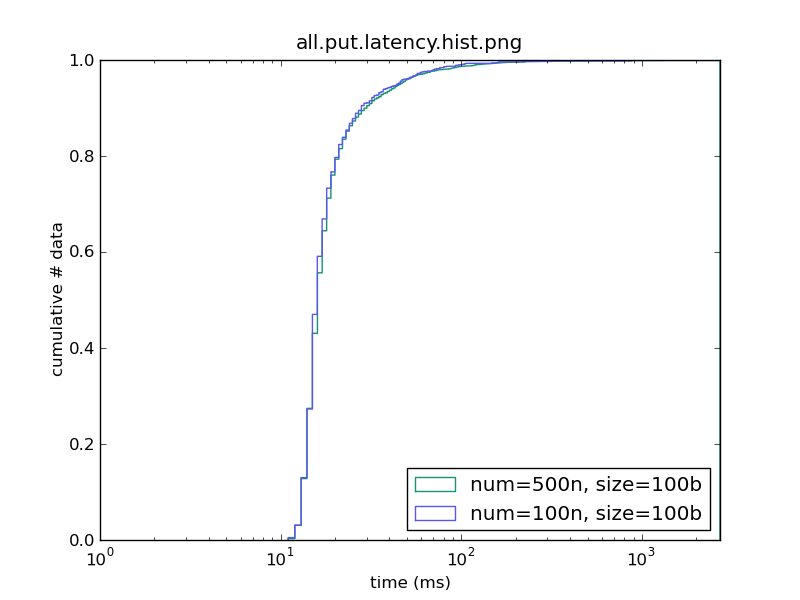 all.put.latency.hist.png
1.0
0.8
0.6
0.4
0.2
0.0
cumulative # data
num=500n, size=100b
num=100n, size=100b
10^0 10^1 10^2 10^3
time (ms)